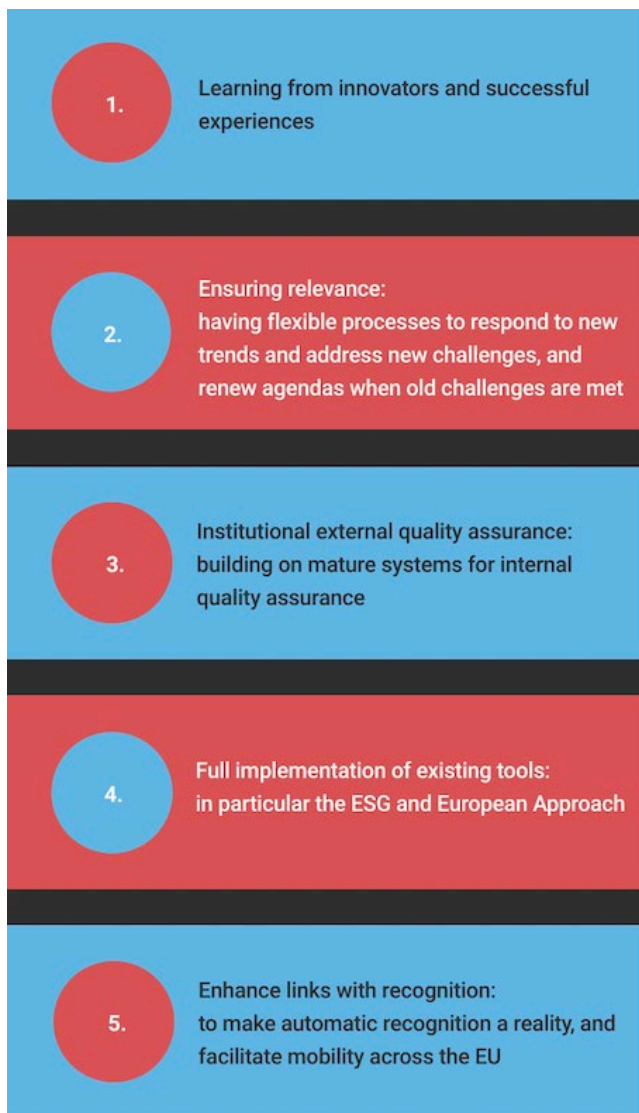 1.
Learning from innovators and successful
experiences
2.
Ensuring relevance:
having flexible processes to respond to new
trends and address new challenges, and
renew agendas when old challenges are met
3.
Institutional external quality assurance:
building on mature systems for internal
quality assurance
4.
Full implementation of existing tools:
in particular the ESG and European Approach
5.
Enhance links with recognition:
to make automatic recognition a reality, and
facilitate mobility across the EU